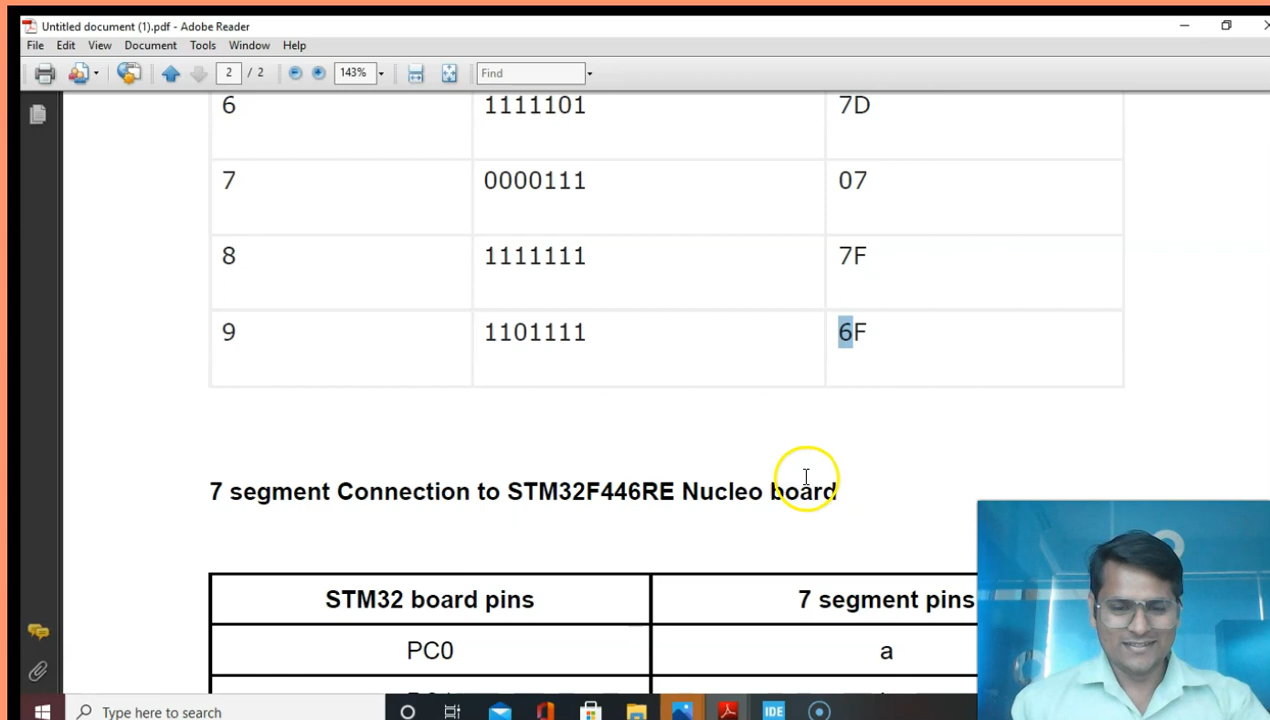 Untitled document (1).pdf - Adobe Reader
File Edit View Document Tools Window Help
2 / 2 143% Find
6 1111101 7D
7 0000111 07
8 1111111 7F
9 1101111 6F
7 segment Connection to STM32F446RE Nucleo board
STM32 board pins 7 segment pins
PC0 a
Type here to search
IDE